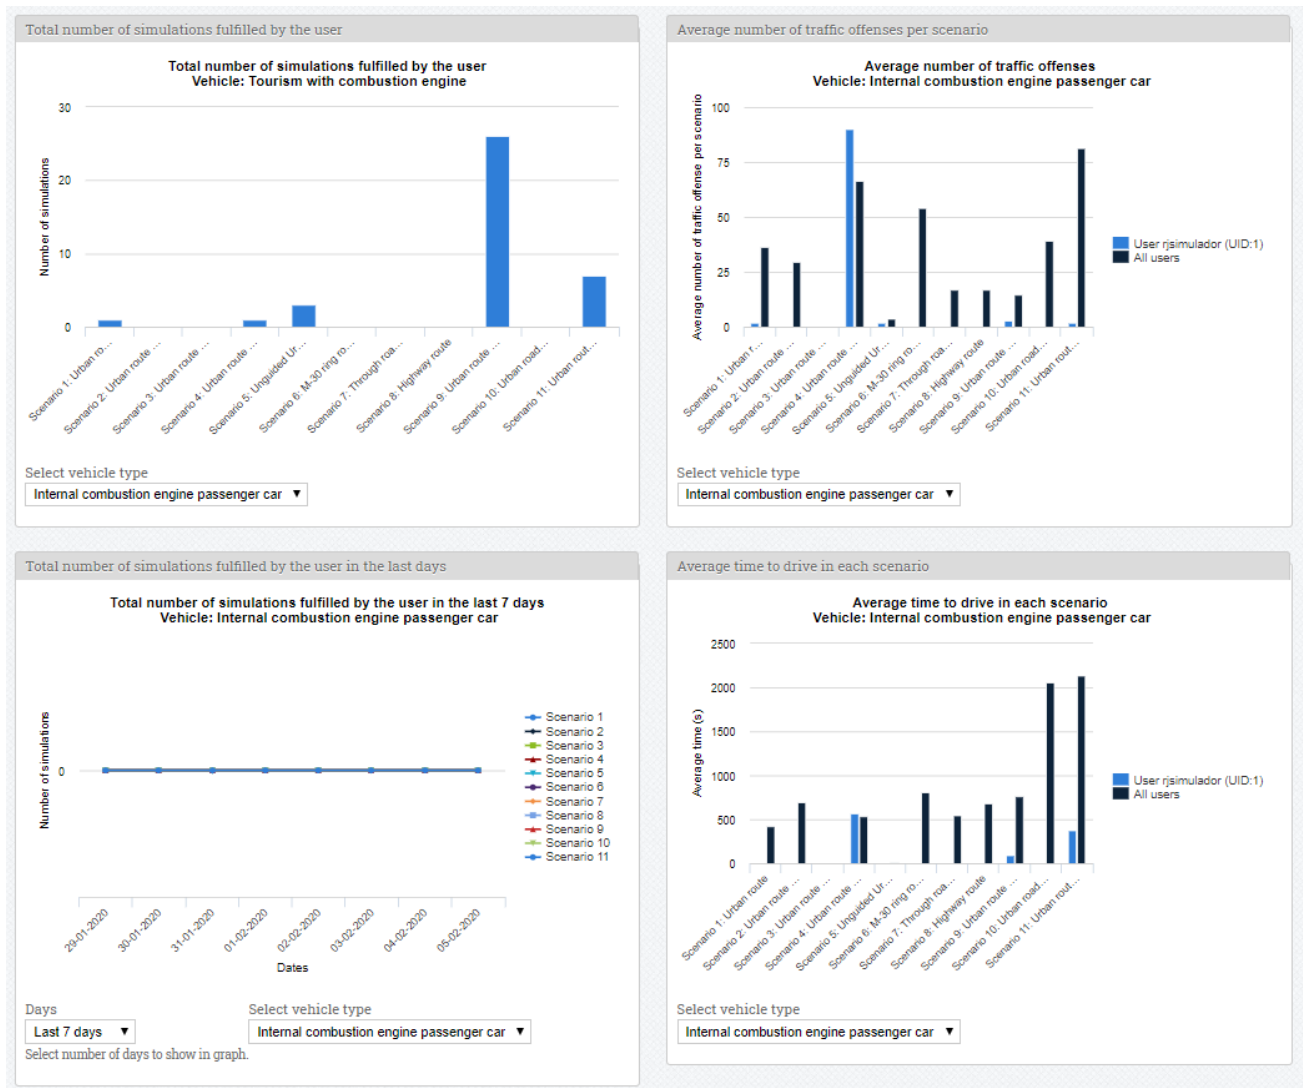 Total number of simulations fulfilled by the user
Total number of simulations fulfilled by the user
Vehicle: Tourism with combustion engine
Number of simulations
30
20
10
0
Scenario 1: Urban ro...
Scenario 2: Urban route ...
Scenario 3: Urban route ...
Scenario 4: Urban route ...
Scenario 5: Unguided Ur...
Scenario 6: M-30 ring ro...
Scenario 7: Through roa...
Scenario 8: Highway route
Scenario 9: Urban route ...
Scenario 10: Urban road...
Scenario 11: Urban rout...
Select vehicle type
Internal combustion engine passenger car ▼
Average number of traffic offenses per scenario
Average number of traffic offenses
Vehicle: Internal combustion engine passenger car
Average number of traffic offense per scenario
100
75
50
25
0
Scenario 1: Urban r...
Scenario 2: Urban route ...
Scenario 3: Urban route ...
Scenario 4: Urban route ...
Scenario 5: Unguided Ur...
Scenario 6: M-30 ring ro...
Scenario 7: Through roa...
Scenario 8: Highway route
Scenario 9: Urban route ...
Scenario 10: Urban road...
Scenario 11: Urban rout...
User rjsimulador (UID:1)
All users
Select vehicle type
Internal combustion engine passenger car ▼
Total number of simulations fulfilled by the user in the last days
Total number of simulations fulfilled by the user in the last 7 days
Vehicle: Internal combustion engine passenger car
Number of simulations
0
29-01-2020
30-01-2020
31-01-2020
01-02-2020
02-02-2020
03-02-2020
04-02-2020
05-02-2020
Dates
Scenario 1
Scenario 2
Scenario 3
Scenario 4
Scenario 5
Scenario 6
Scenario 7
Scenario 8
Scenario 9
Scenario 10
Scenario 11
Days
Last 7 days ▼
Select number of days to show in graph.
Select vehicle type
Internal combustion engine passenger car ▼
Average time to drive in each scenario
Average time to drive in each scenario
Vehicle: Internal combustion engine passenger car
Average time (s)
2500
2000
1500
1000
500
0
Scenario 1: Urban route
Scenario 2: Urban route ...
Scenario 3: Urban route ...
Scenario 4: Urban route ...
Scenario 5: Unguided Ur...
Scenario 6: M-30 ring ro...
Scenario 7: Through roa...
Scenario 8: Highway route
Scenario 9: Urban route ...
Scenario 10: Urban road...
Scenario 11: Urban rout...
User rjsimulador (UID:1)
All users
Select vehicle type
Internal combustion engine passenger car ▼